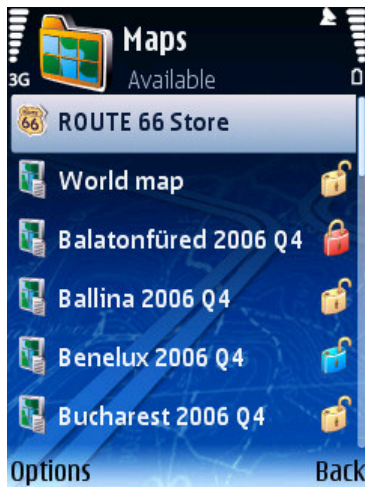 Maps
3G
Available
66
ROUTE 66 Store
World map
Balatonfüred 2006 Q4
Ballina 2006 Q4
Benelux 2006 Q4
Bucharest 2006 Q4
Options
Back